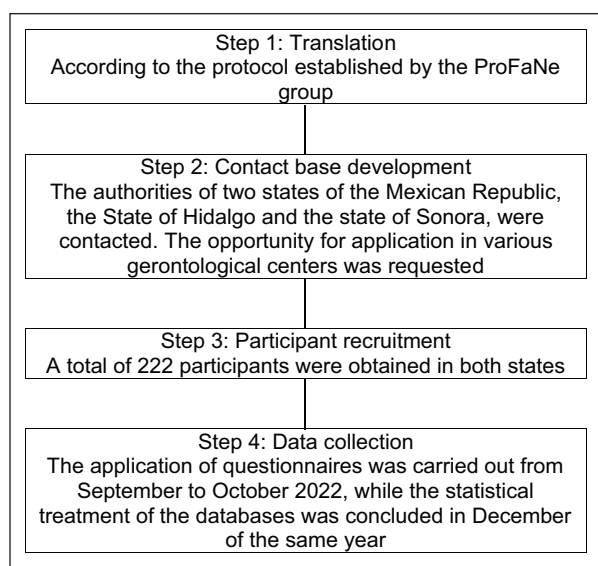 Step 1: Translation
According to the protocol established by the ProFaNe
group
Step 2: Contact base development
The authorities of two states of the Mexican Republic,
the State of Hidalgo and the state of Sonora, were
contacted. The opportunity for application in various
gerontological centers was requested
Step 3: Participant recruitment
A total of 222 participants were obtained in both states
Step 4: Data collection
The application of questionnaires was carried out from
September to October 2022, while the statistical
treatment of the databases was concluded in December
of the same year